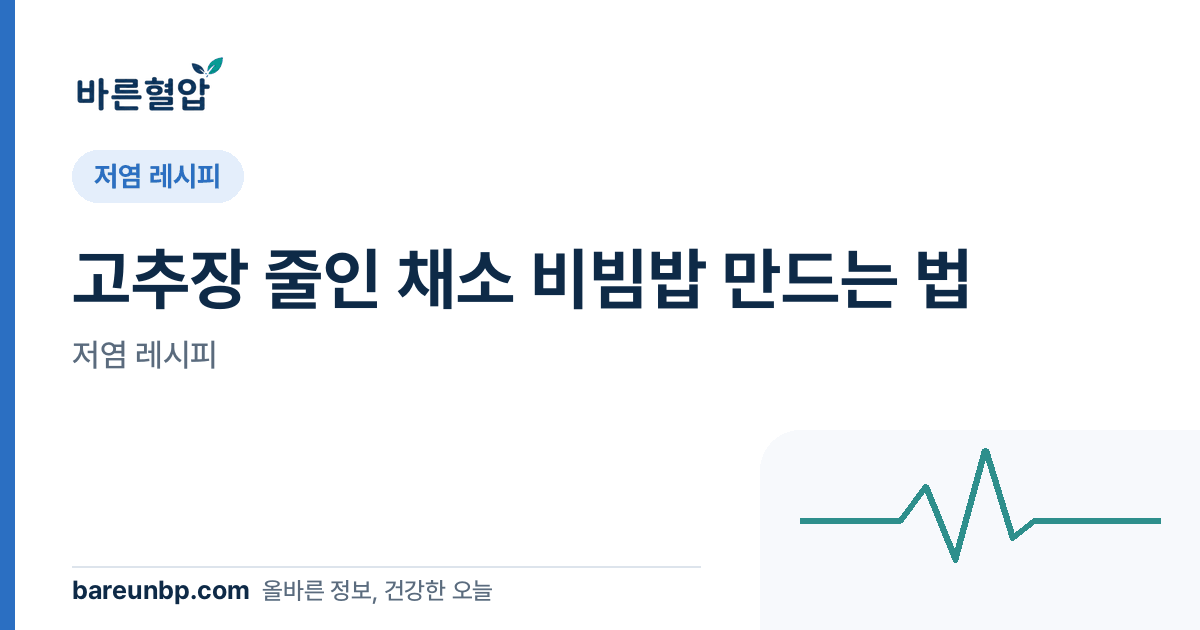 바른혈압
저염 레시피
고추장 줄인 채소 비빔밥 만드는 법
저염 레시피
bareunbp.com 올바른 정보, 건강한 오늘